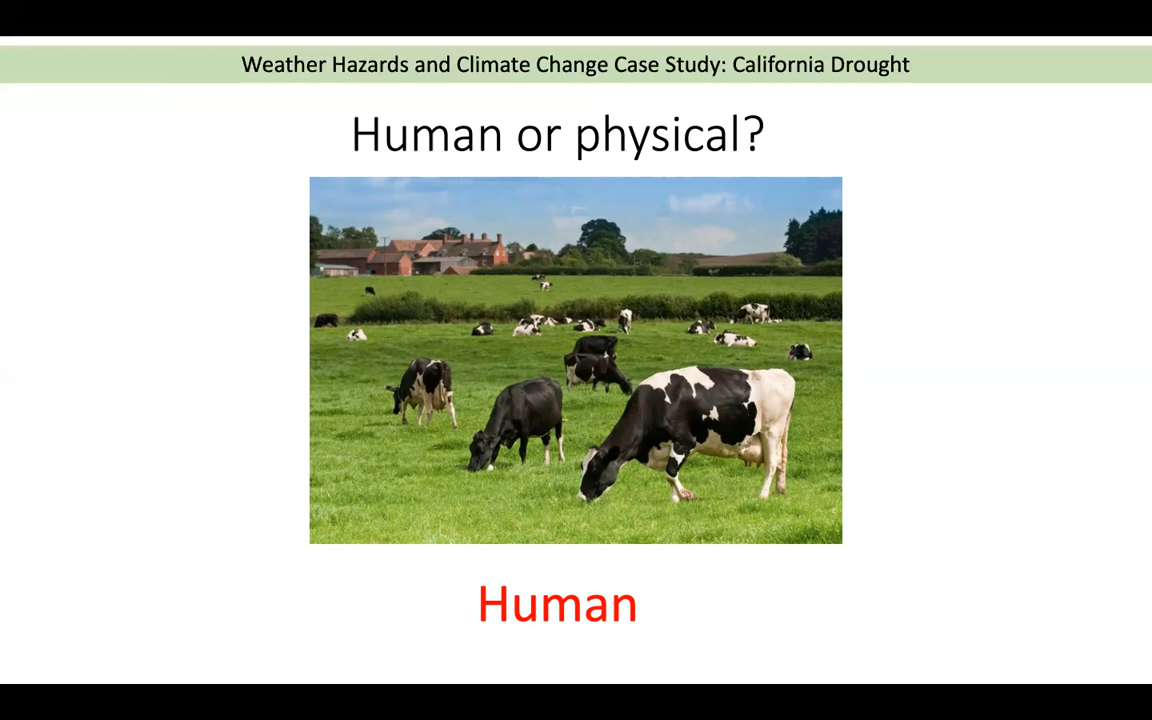 Weather Hazards and Climate Change Case Study: California Drought
Human or physical?
Human